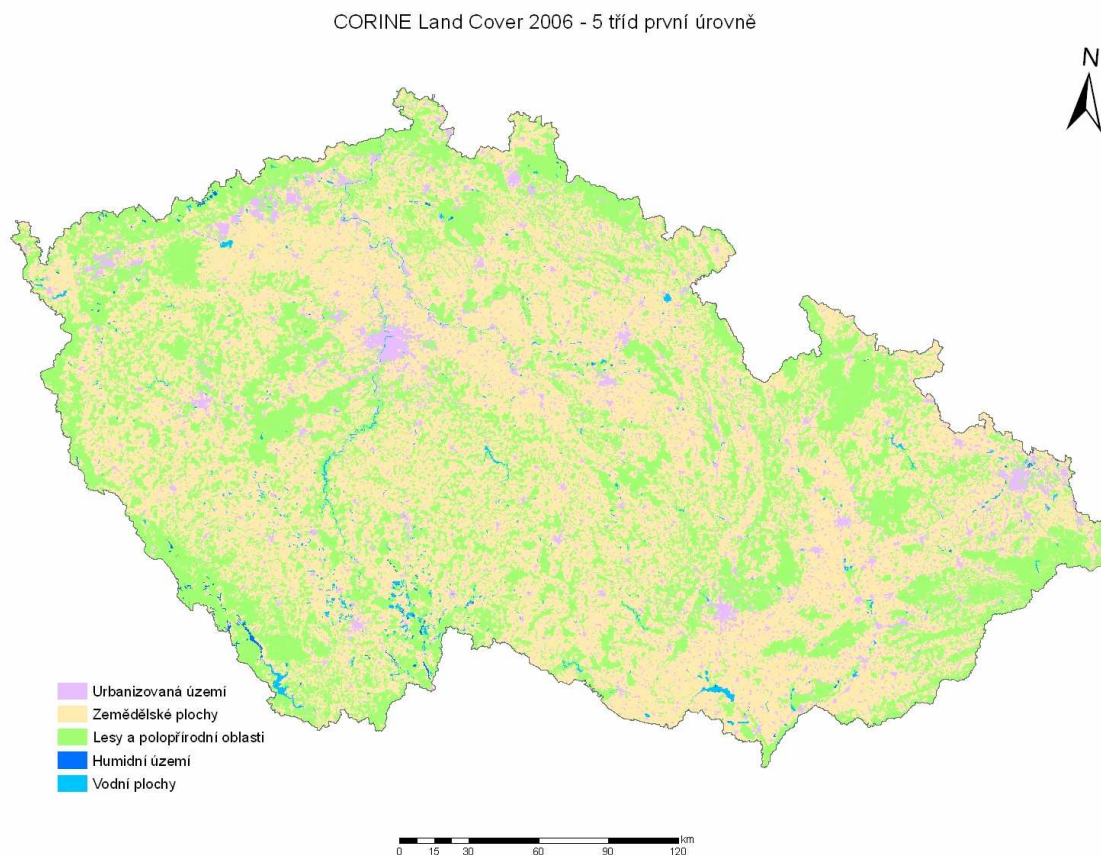 CORINE Land Cover 2006 - 5 tříd první úrovně
N
Urbanizovaná území
Zemědělské plochy
Lesy a polopřírodní oblasti
Humidní území
Vodní plochy
km
0 15 30 60 90 120